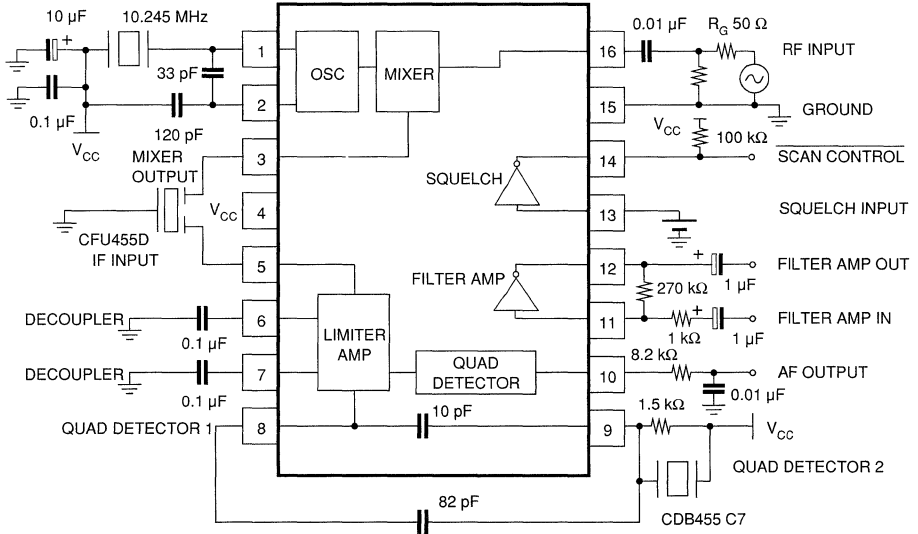 10 µF
+
10.245 MHz
33 pF
0.1 µF
V_CC
120 pF
MIXER OUTPUT
V_CC
CFU455D
IF INPUT
DECOUPLER
0.1 µF
DECOUPLER
0.1 µF
QUAD DETECTOR 1
82 pF
1
2
3
4
5
6
7
8
OSC
MIXER
SQUELCH
FILTER AMP
LIMITER AMP
QUAD DETECTOR
10 pF
16
15
14
13
12
11
10
9
0.01 µF
R_G 50 Ω
RF INPUT
GROUND
V_CC
100 kΩ
SCAN CONTROL
SQUELCH INPUT
+
1 µF
FILTER AMP OUT
270 kΩ
+
1 kΩ
1 µF
FILTER AMP IN
8.2 kΩ
AF OUTPUT
0.01 µF
1.5 kΩ
V_CC
QUAD DETECTOR 2
CDB455 C7